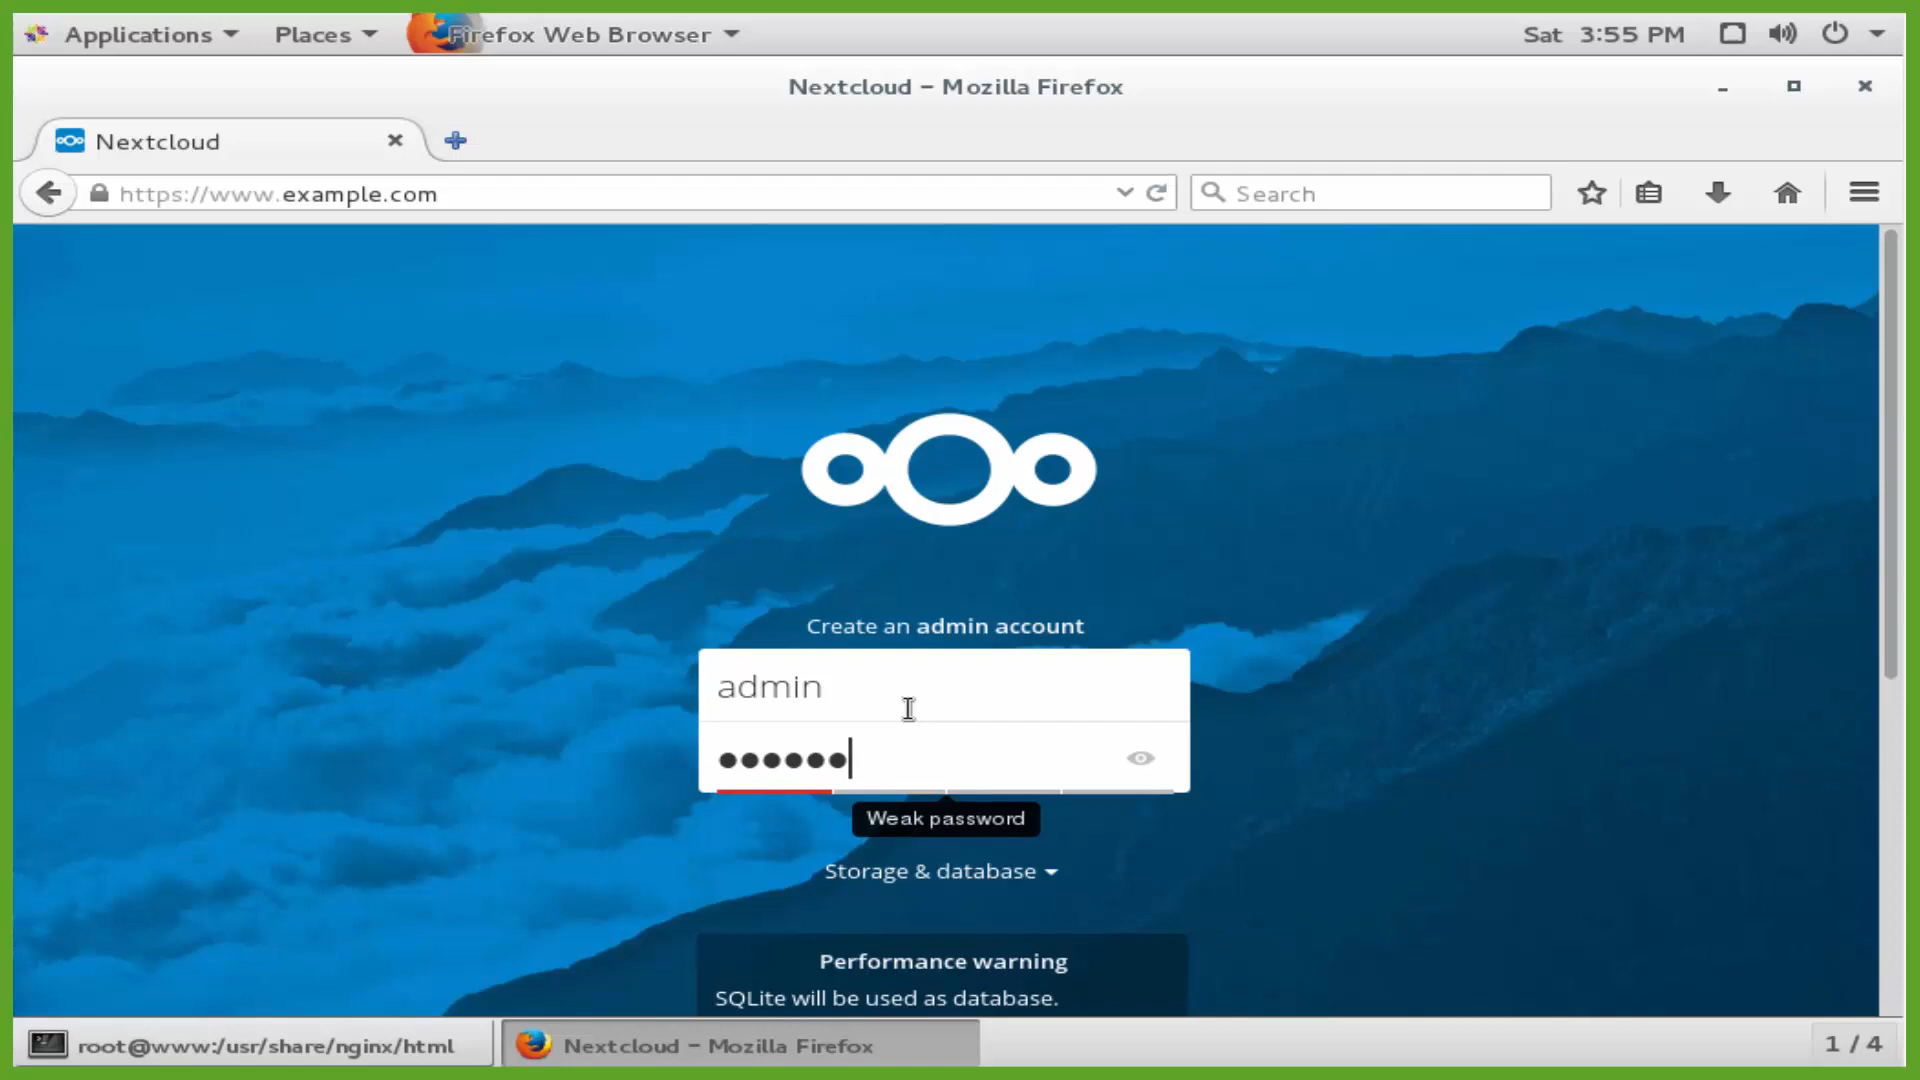 Applications Places Firefox Web Browser Sat 3:55 PM
Nextcloud – Mozilla Firefox
Nextcloud
https://www.example.com Search
Create an admin account
admin
●●●●●●
Weak password
Storage & database
Performance warning
SQLite will be used as database.
root@www:/usr/share/nginx/html Nextcloud – Mozilla Firefox 1 / 4